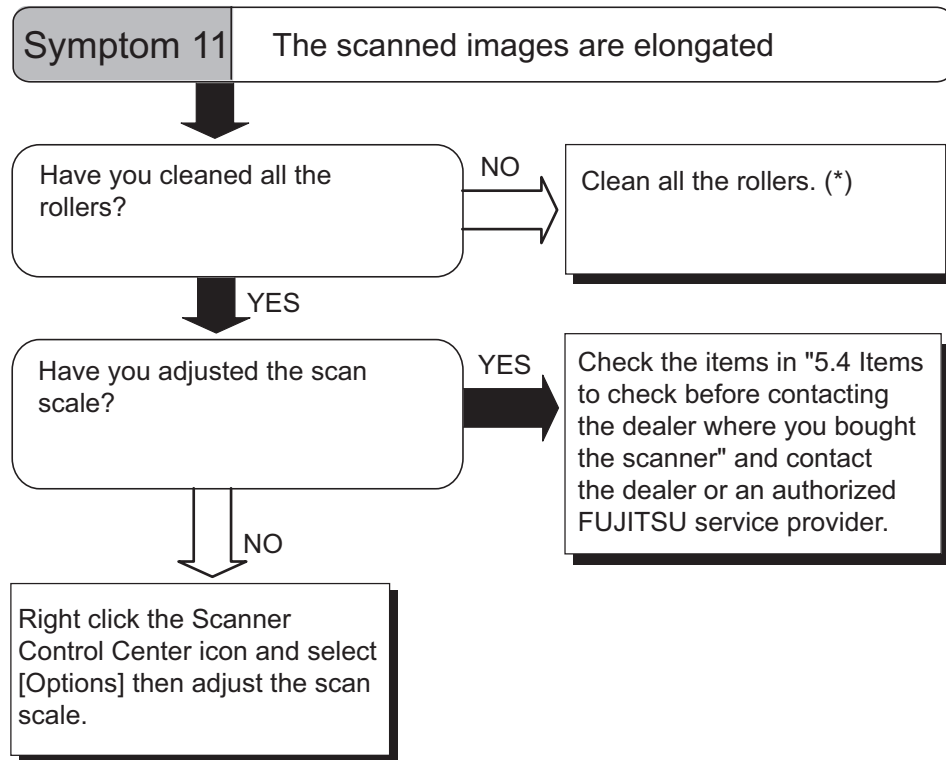 Symptom 11
The scanned images are elongated
Have you cleaned all the
rollers?
NO
Clean all the rollers. (*)
YES
Have you adjusted the scan
scale?
YES
Check the items in "5.4 Items
to check before contacting
the dealer where you bought
the scanner" and contact
the dealer or an authorized
FUJITSU service provider.
NO
Right click the Scanner
Control Center icon and select
[Options] then adjust the scan
scale.